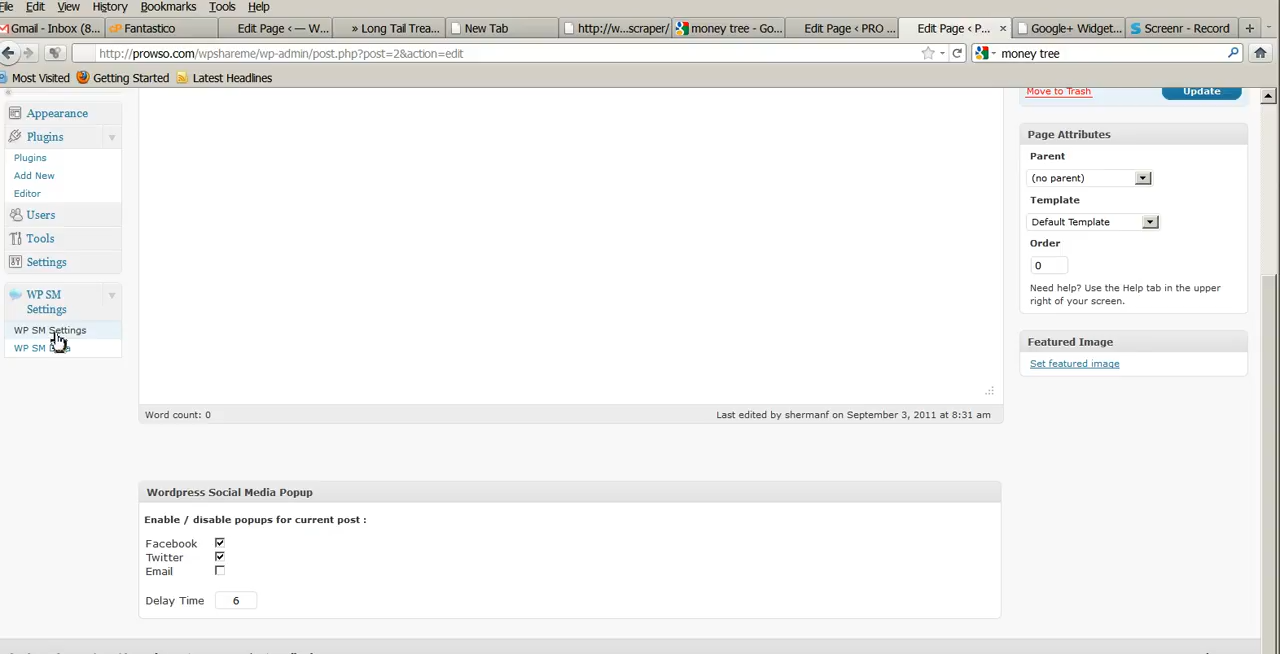 File Edit View History Bookmarks Tools Help
Gmail - Inbox (8... Fantastico Edit Page ‹ — W... » Long Tail Trea... New Tab http://w...scraper/ money tree - Go... Edit Page ‹ PRO ... Edit Page ‹ P... × Google+ Widget... Screenr - Record
http://prowso.com/wpshareme/wp-admin/post.php?post=2&action=edit money tree
Most Visited Getting Started Latest Headlines
Appearance
Plugins
Plugins
Add New
Editor
Users
Tools
Settings
WP SM
Settings
WP SM Settings
WP SM
Word count: 0 Last edited by shermanf on September 3, 2011 at 8:31 am
Wordpress Social Media Popup
Enable / disable popups for current post :
Facebook
Twitter
Email
Delay Time 6
Move to Trash Update
Page Attributes
Parent
(no parent)
Template
Default Template
Order
0
Need help? Use the Help tab in the upper
right of your screen.
Featured Image
Set featured image